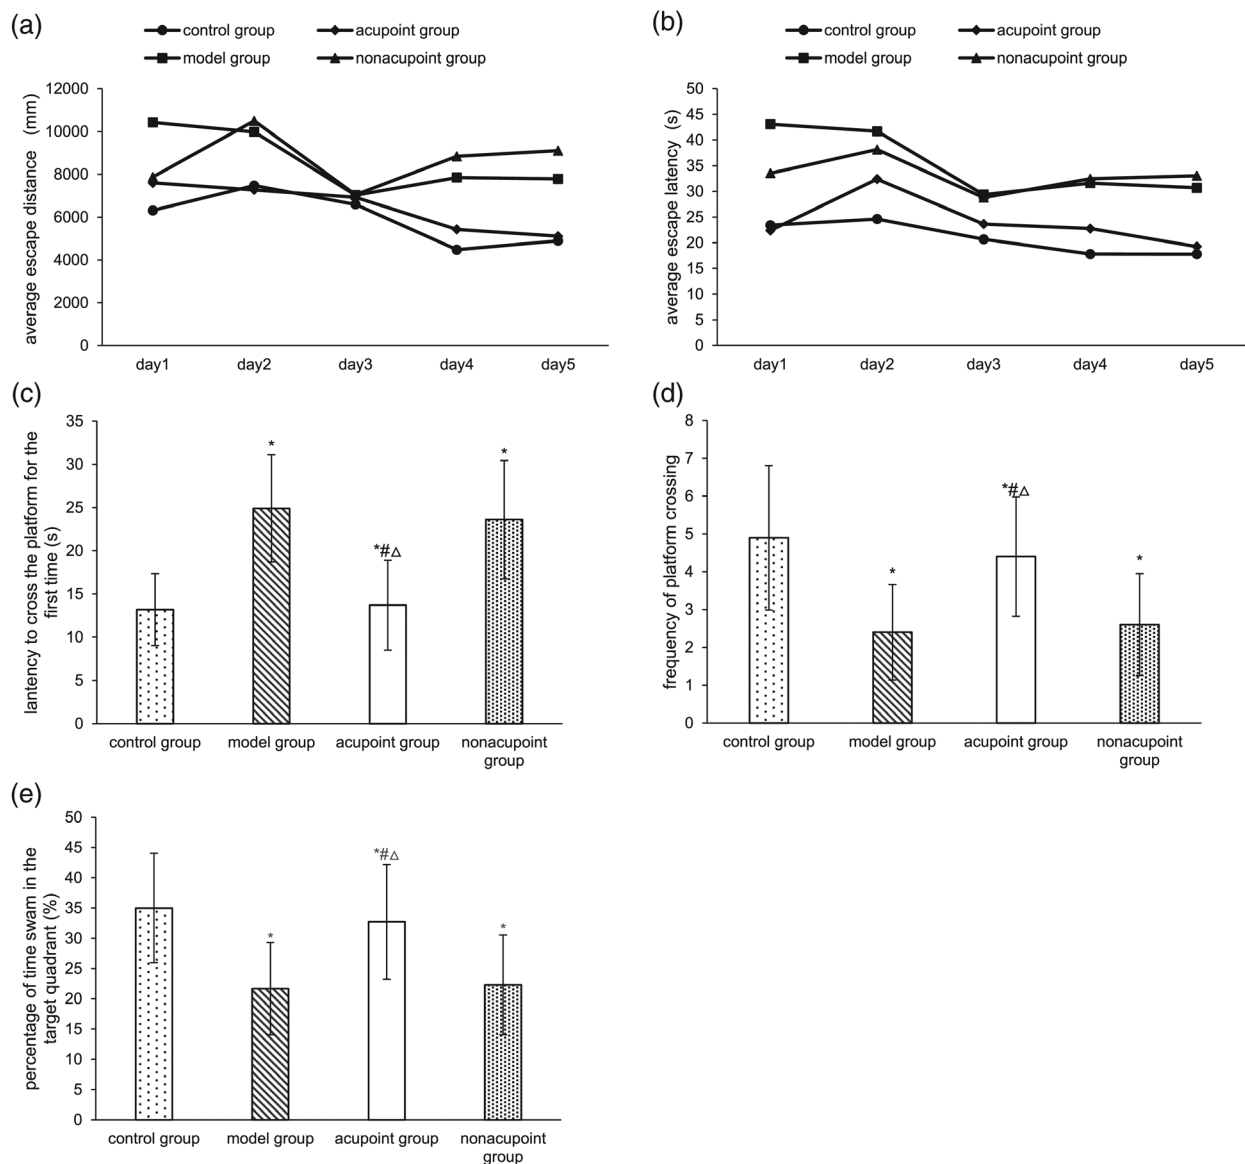 (a)
control group
acupoint group
model group
nonacupoint group
average escape distance (mm)
12000
10000
8000
6000
4000
2000
0
day1 day2 day3 day4 day5
(b)
control group
acupoint group
model group
nonacupoint group
average escape latency (s)
50
45
40
35
30
25
20
15
10
5
0
day1 day2 day3 day4 day5
(c)
lantency to cross the platform for the
first time (s)
35
30
25
20
15
10
5
0
*
*#△
*
control group model group acupoint group nonacupoint
group
(d)
frequency of platform crossing
8
7
6
5
4
3
2
1
0
*
*#△
*
control group model group acupoint group nonacupoint
group
(e)
percentage of time swam in the
target quadrant (%)
50
45
40
35
30
25
20
15
10
5
0
*
*#△
*
control group model group acupoint group nonacupoint
group